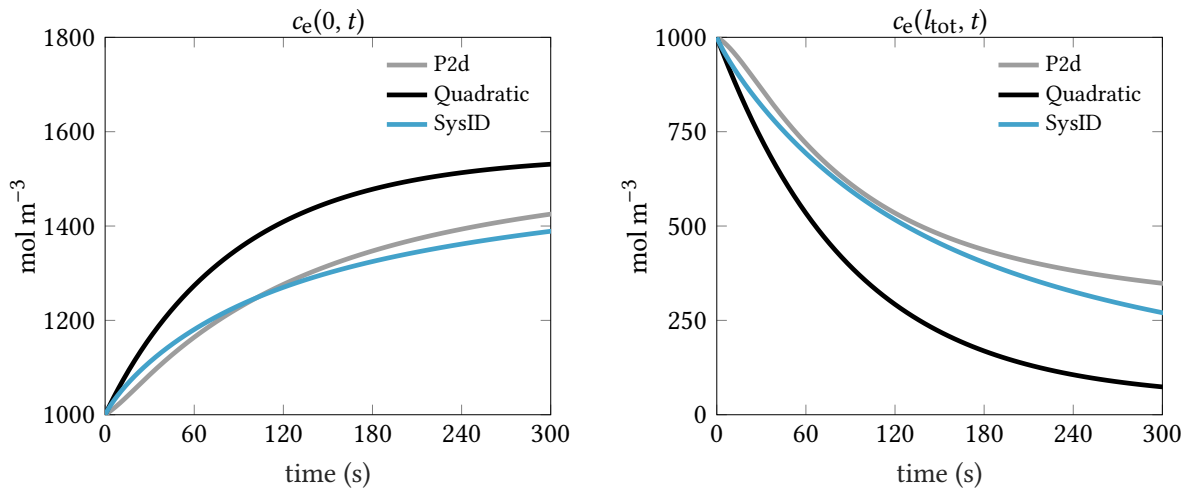 c_e(0, t)
1800
1600
1400
1200
1000
mol m⁻³
0 60 120 180 240 300
time (s)
P2d
Quadratic
SysID
c_e(l_tot, t)
1000
750
500
250
0
mol m⁻³
0 60 120 180 240 300
time (s)
P2d
Quadratic
SysID